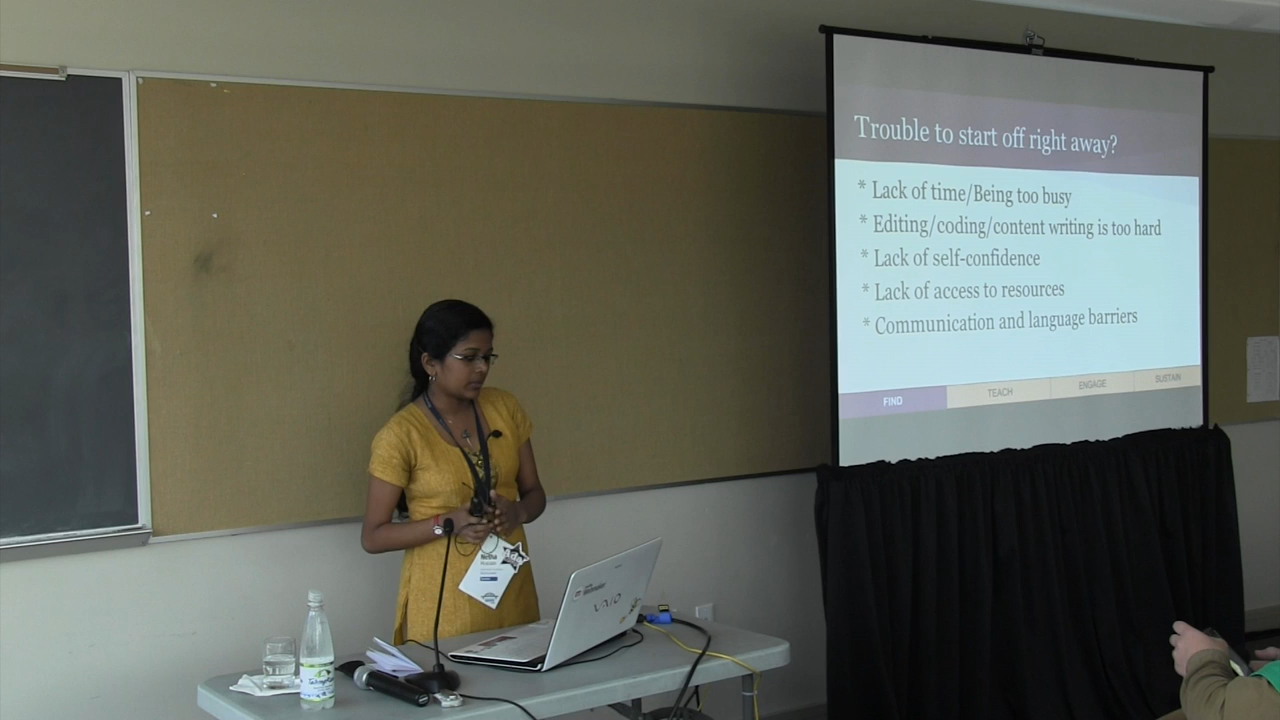 Trouble to start off right away?
* Lack of time/Being too busy
* Editing/coding/content writing is too hard
* Lack of self-confidence
* Lack of access to resources
* Communication and language barriers
FIND TEACH ENGAGE SUSTAIN
Netha
VAIO